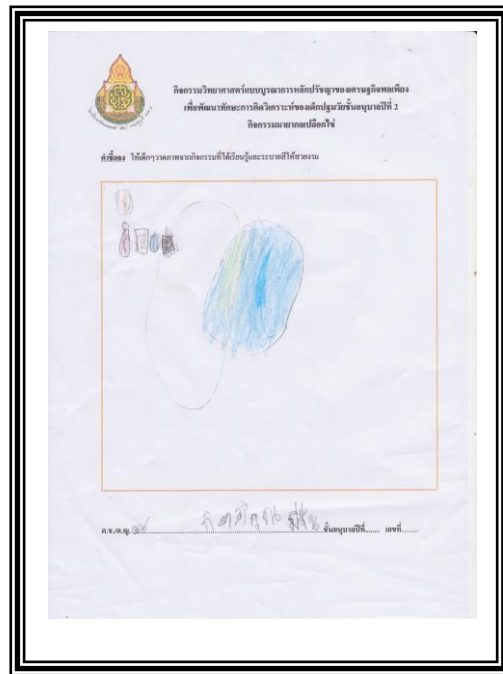 กิจกรรมวิทยาศาสตร์แบบบูรณาการหลักปรัชญาของเศรษฐกิจพอเพียง
เพื่อพัฒนาทักษะการคิดวิเคราะห์ของเด็กปฐมวัยชั้นอนุบาลปีที่ 2
กิจกรรมมายากลเปลือกไข่
คำชี้แจง ให้เด็กๆวาดภาพจากกิจกรรมที่ได้เรียนรู้และระบายสีให้สวยงาม
ด.ช./ด.ญ. ชั้นอนุบาลปีที่....... เลขที่.......